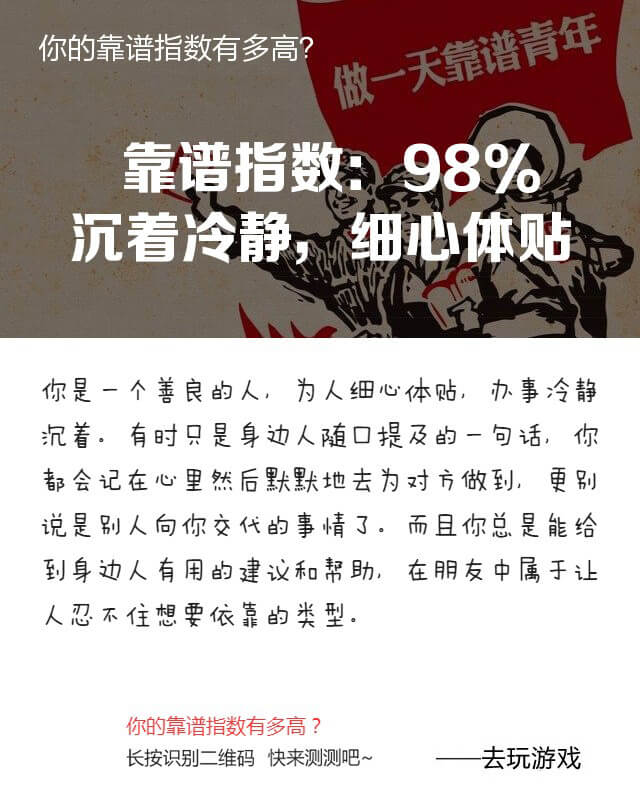 你的靠谱指数有多高?
做一天靠谱青年
靠谱指数: 98%
沉着冷静, 细心体贴
你是一个善良的人, 为人细心体贴, 办事冷静
沉着。有时只是身边人随口提及的一句话, 你
都会记在心里然后默默地去为对方做到, 更别
说是别人向你交代的事情了。而且你总是能给
到身边人有用的建议和帮助, 在朋友中属于让
人忍不住想要依靠的类型。
你的靠谱指数有多高？
长按识别二维码 快来测测吧~
——去玩游戏